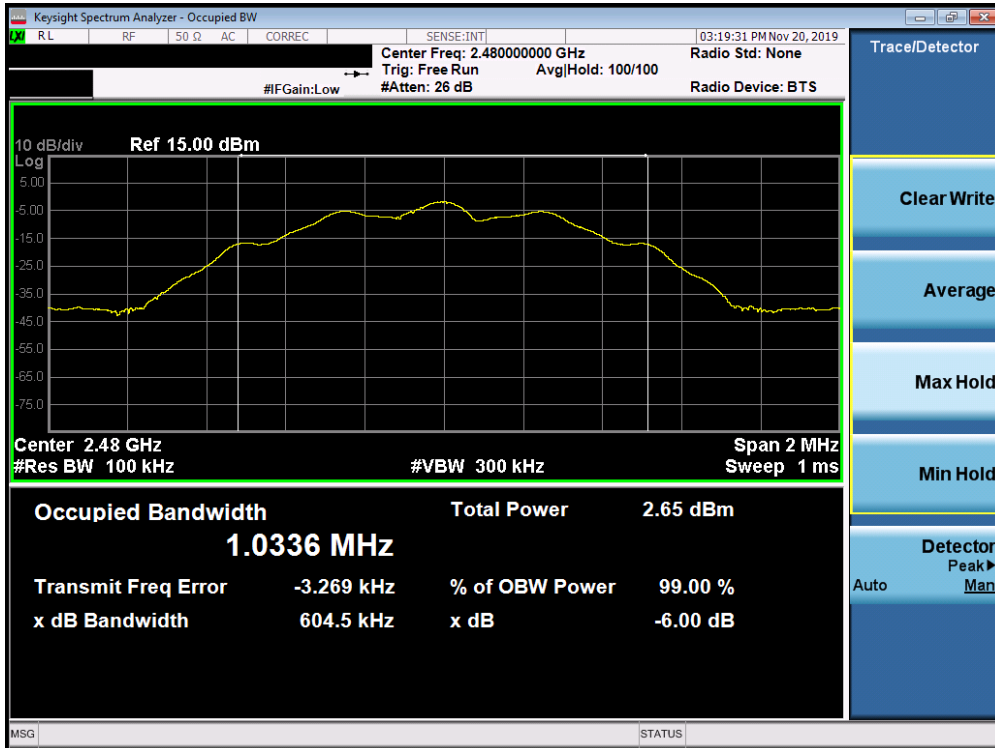 Keysight Spectrum Analyzer - Occupied BW
LXI RL RF 50 Ω AC CORREC SENSE:INT 03:19:31 PM Nov 20, 2019
Center Freq: 2.480000000 GHz Radio Std: None
Trig: Free Run Avg|Hold: 100/100
#IFGain:Low #Atten: 26 dB Radio Device: BTS
10 dB/div Ref 15.00 dBm
Log
5.00
-5.00
-15.0
-25.0
-35.0
-45.0
-55.0
-65.0
-75.0
Center 2.48 GHz Span 2 MHz
#Res BW 100 kHz #VBW 300 kHz Sweep 1 ms
Occupied Bandwidth Total Power 2.65 dBm
1.0336 MHz
Transmit Freq Error -3.269 kHz % of OBW Power 99.00 %
x dB Bandwidth 604.5 kHz x dB -6.00 dB
MSG STATUS
Trace/Detector
Clear Write
Average
Max Hold
Min Hold
Detector
Peak▶
Auto Man